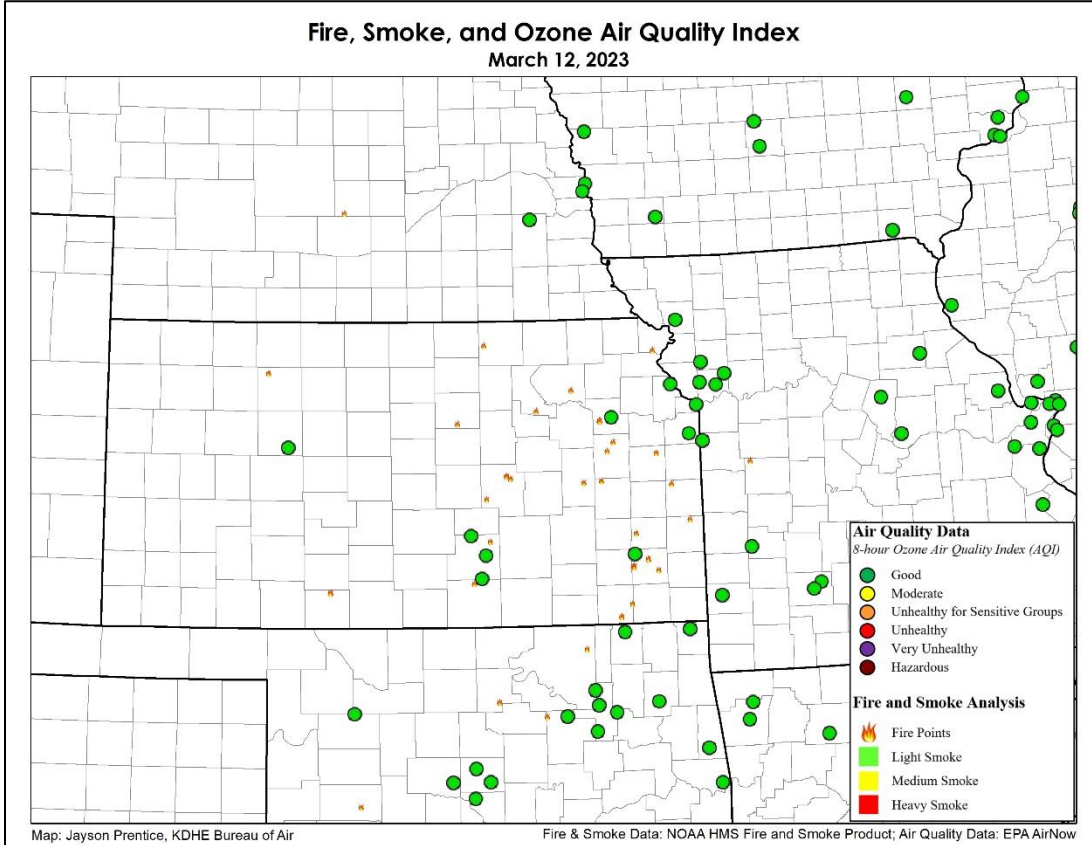 Fire, Smoke, and Ozone Air Quality Index
March 12, 2023
Air Quality Data
8-hour Ozone Air Quality Index (AQI)
Good
Moderate
Unhealthy for Sensitive Groups
Unhealthy
Very Unhealthy
Hazardous
Fire and Smoke Analysis
Fire Points
Light Smoke
Medium Smoke
Heavy Smoke
Map: Jayson Prentice, KDHE Bureau of Air
Fire & Smoke Data: NOAA HMS Fire and Smoke Product; Air Quality Data: EPA AirNow